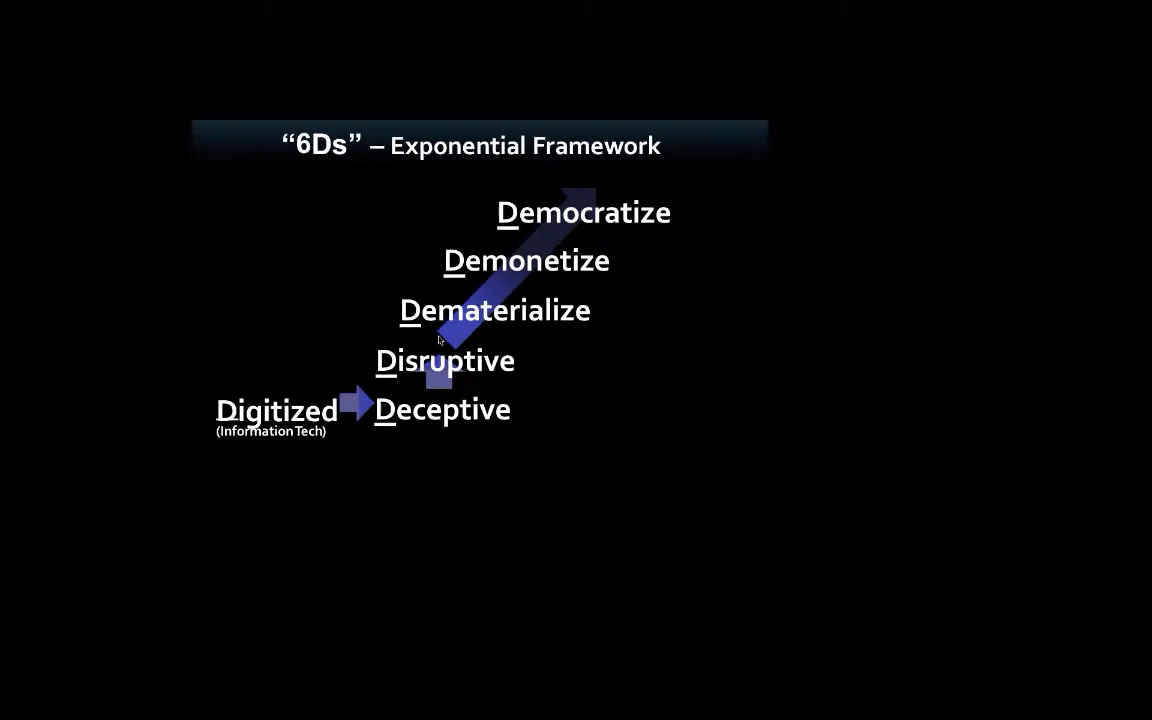 “6Ds” – Exponential Framework
Democratize
Demonetize
Dematerialize
Disruptive
Digitized Deceptive
(Information Tech)